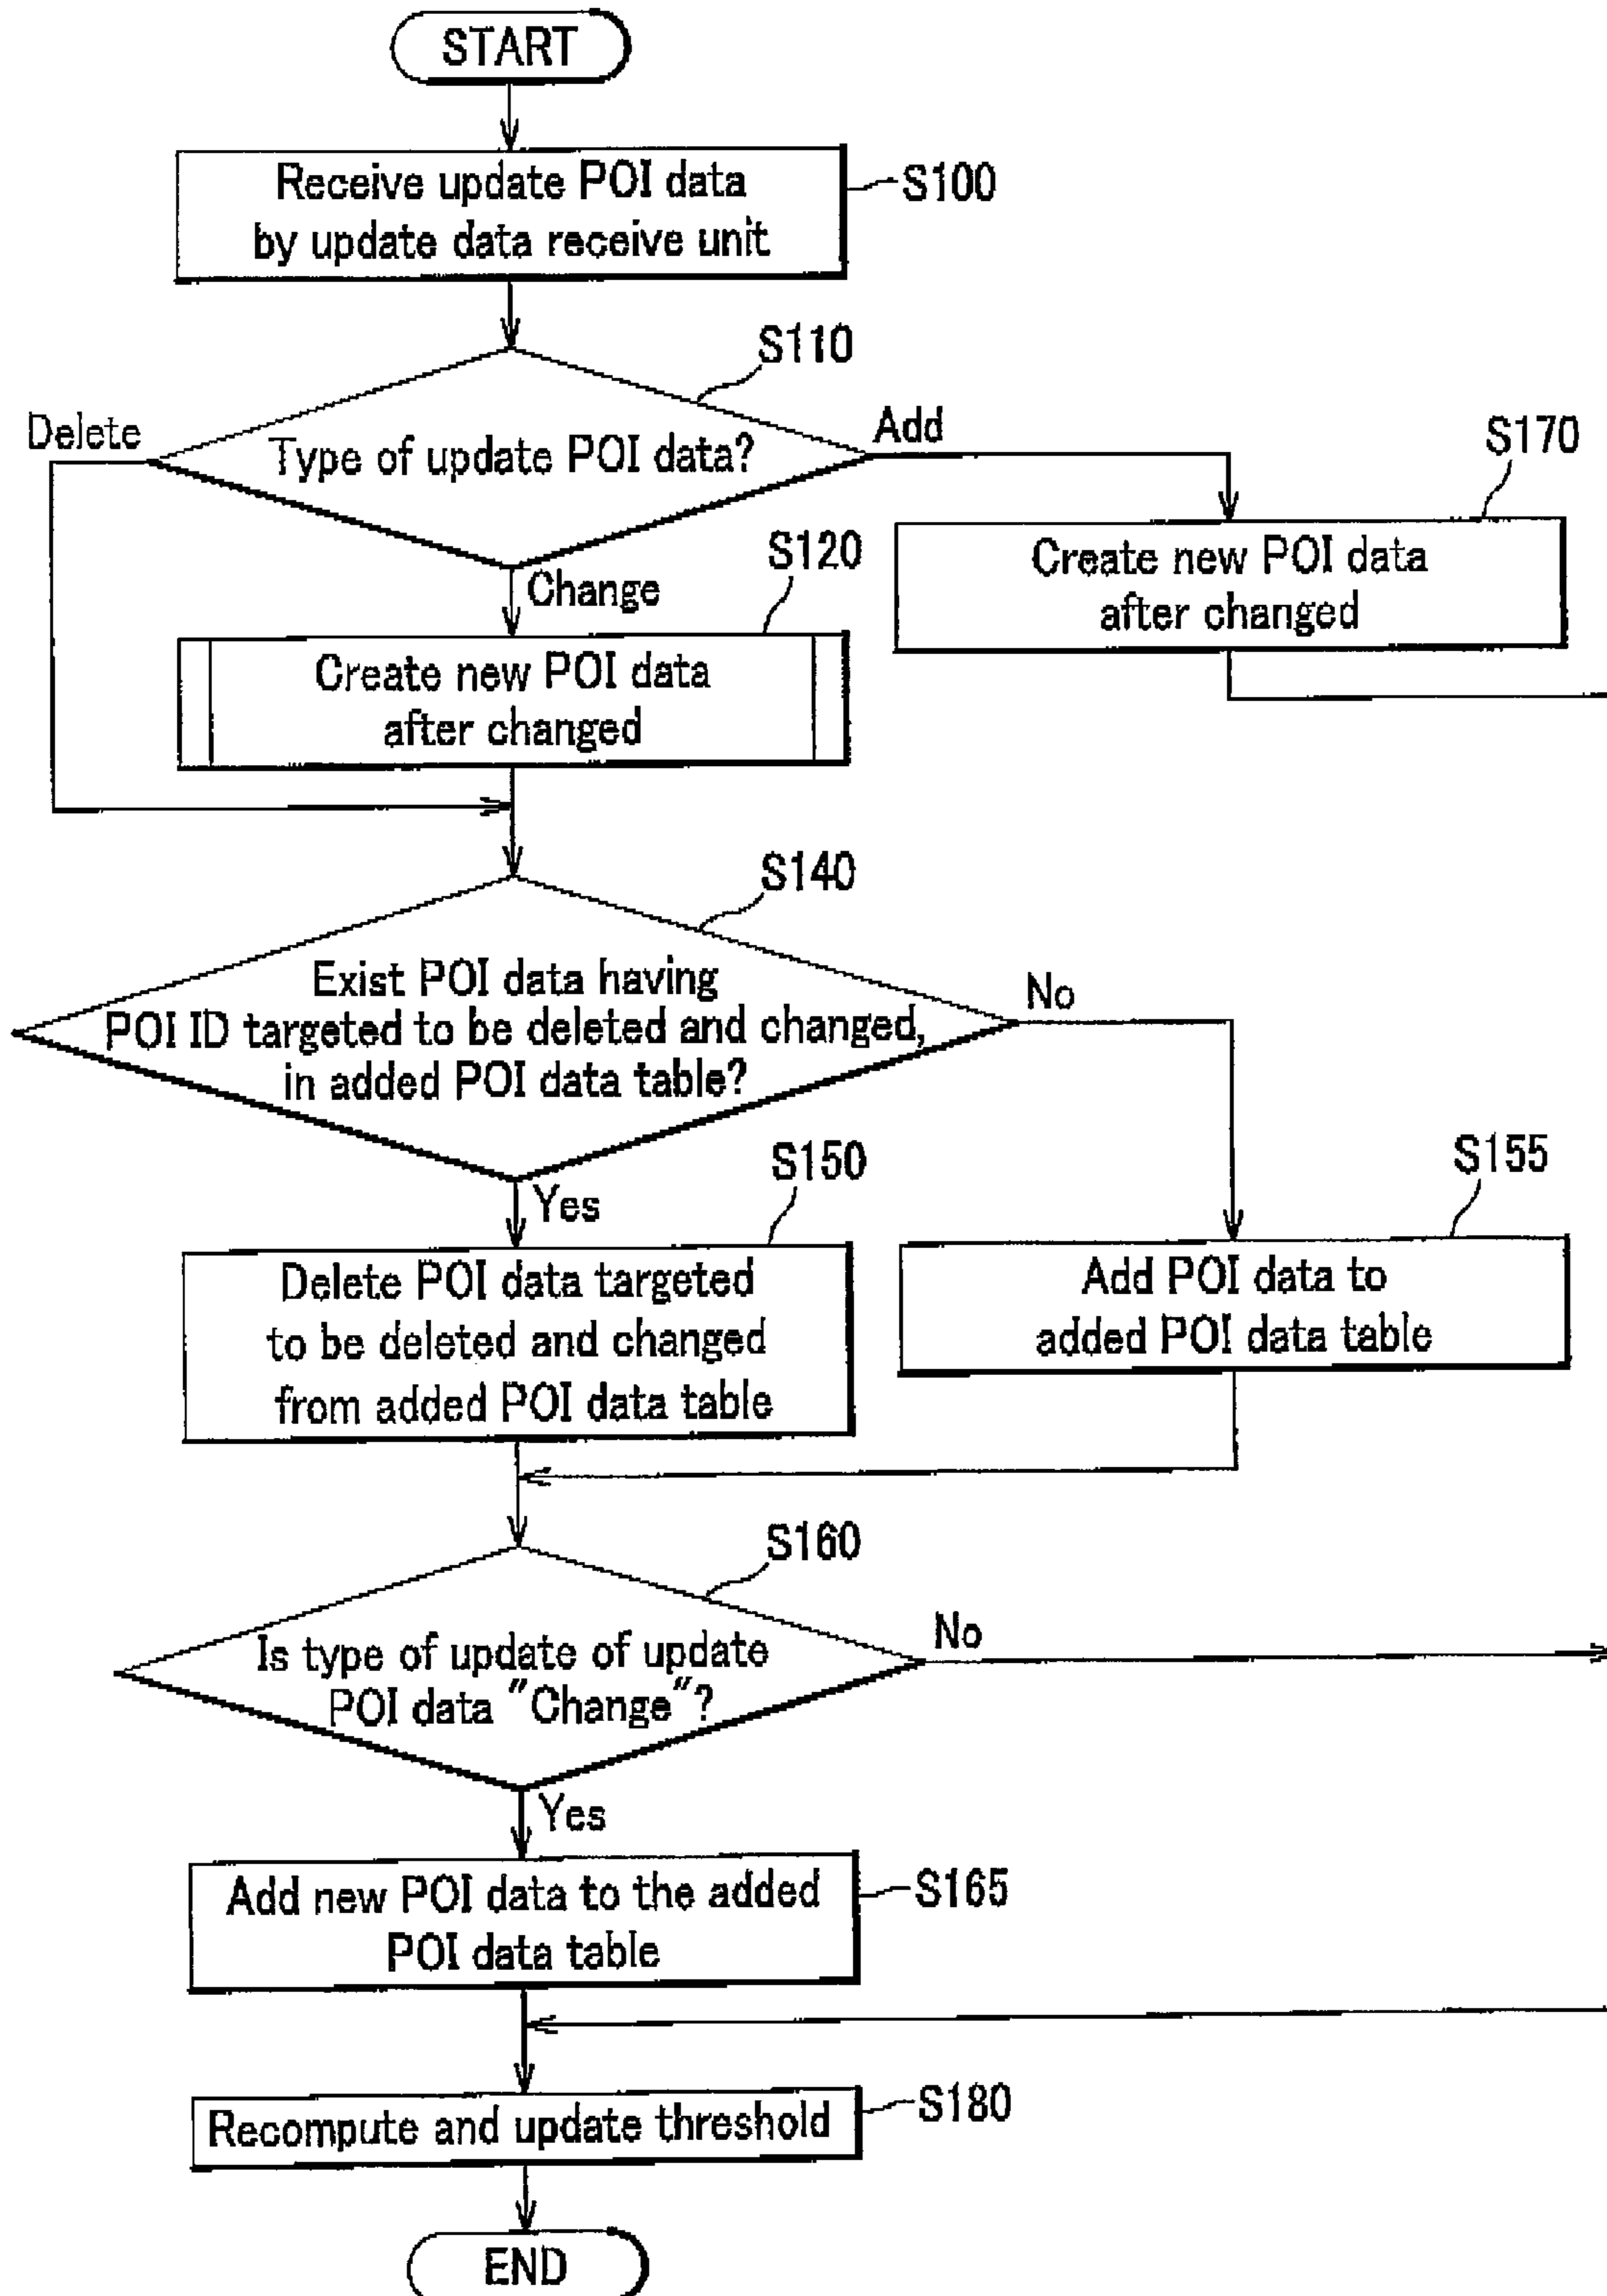 START
Receive update POI data
by update data receive unit
S100
S110
Delete
Type of update POI data?
Add
S170
Create new POI data
after changed
Change
S120
Create new POI data
after changed
S140
Exist POI data having
POI ID targeted to be deleted and changed,
in added POI data table?
No
Yes
S150
Delete POI data targeted
to be deleted and changed
from added POI data table
S155
Add POI data to
added POI data table
S160
Is type of update of update
POI data "Change"?
No
Yes
Add new POI data to the added
POI data table
S165
Recompute and update threshold
S180
END